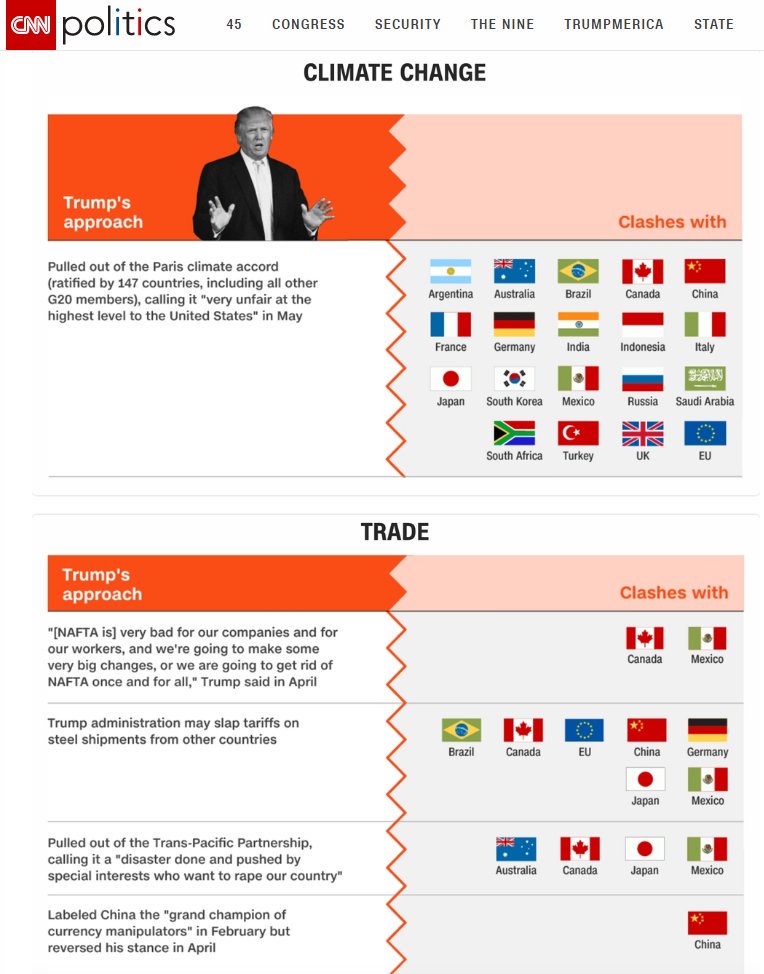 CNN politics 45 CONGRESS SECURITY THE NINE TRUMPMERICA STATE
CLIMATE CHANGE
Trump's
approach
Clashes with
Pulled out of the Paris climate accord
(ratified by 147 countries, including all other
G20 members), calling it "very unfair at the
highest level to the United States" in May
Argentina Australia Brazil Canada China
France Germany India Indonesia Italy
Japan South Korea Mexico Russia Saudi Arabia
South Africa Turkey UK EU
TRADE
Trump's
approach
Clashes with
"[NAFTA is] very bad for our companies and for
our workers, and we're going to make some
very big changes, or we are going to get rid of
NAFTA once and for all," Trump said in April
Canada Mexico
Trump administration may slap tariffs on
steel shipments from other countries
Brazil Canada EU China Germany
Japan Mexico
Pulled out of the Trans-Pacific Partnership,
calling it a "disaster done and pushed by
special interests who want to rape our country"
Australia Canada Japan Mexico
Labeled China the "grand champion of
currency manipulators" in February but
reversed his stance in April
China